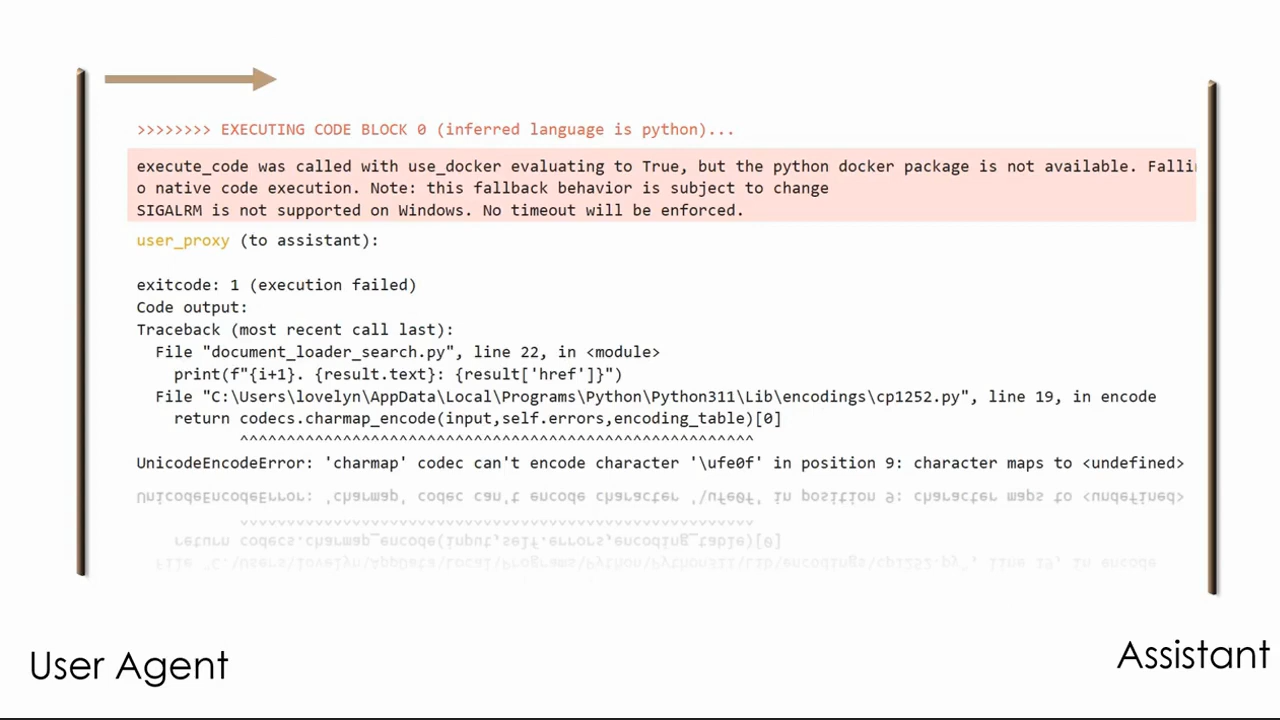 >>>>>>>> EXECUTING CODE BLOCK 0 (inferred language is python)...
execute_code was called with use_docker evaluating to True, but the python docker package is not available.
o native code execution. Note: this fallback behavior is subject to change
SIGALRM is not supported on Windows. No timeout will be enforced.
user_proxy (to assistant):
exitcode: 1 (execution failed)
Code output:
Traceback (most recent call last):
File "document_loader_search.py", line 22, in <module>
print(f"{i+1}. {result.text}: {result['href']}")
File "C:\Users\lovelyn\AppData\Local\Programs\Python\Python311\Lib\encodings\cp1252.py", line 19, in encode
return codecs.charmap_encode(input,self.errors,encoding_table)[0]
^^^^^^^^^^^^^^^^^^^^^^^^^^^^^^^^^^^^^^^^^^^^^^^^^^^^^^^
UnicodeEncodeError: 'charmap' codec can't encode character '\ufe0f' in position 9: character maps to <undefined>
User Agent
Assistant